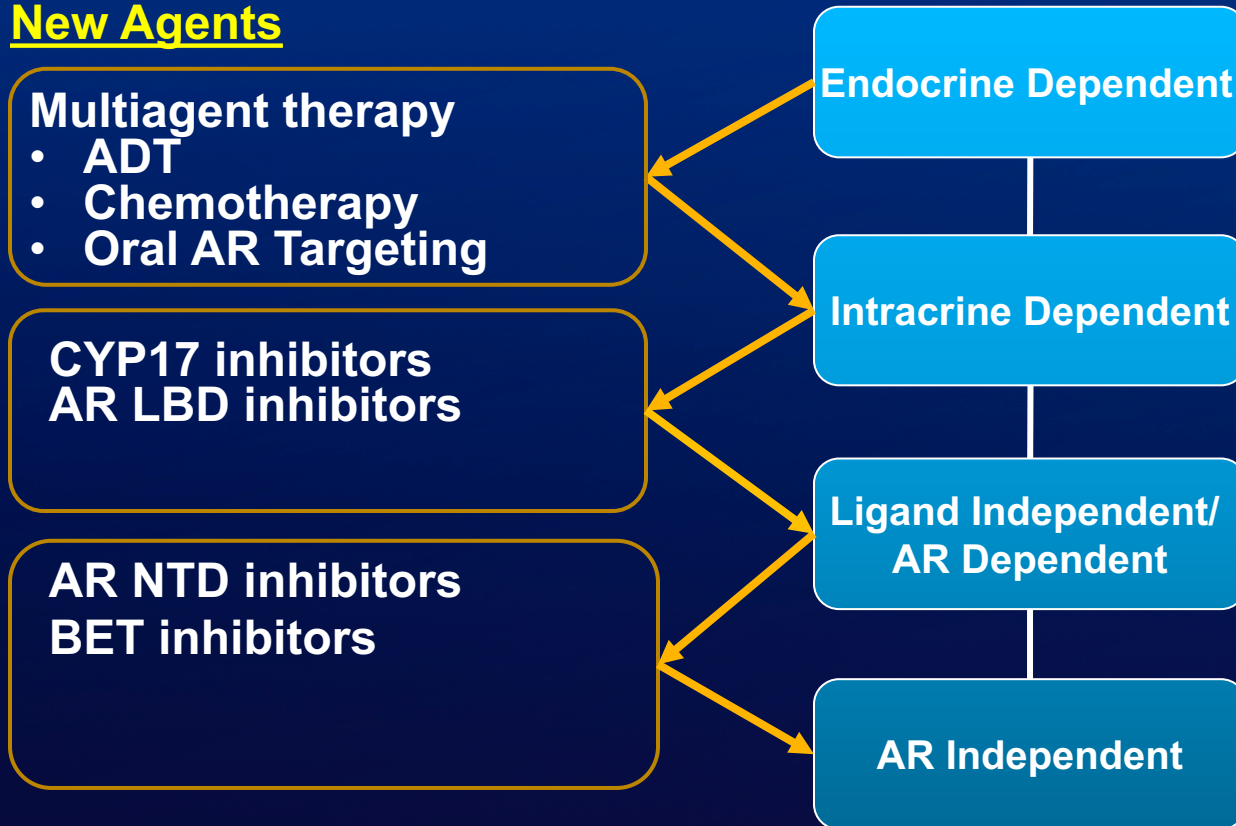 New Agents
Multiagent therapy
• ADT
• Chemotherapy
• Oral AR Targeting
CYP17 inhibitors
AR LBD inhibitors
AR NTD inhibitors
BET inhibitors
Endocrine Dependent
Intracrine Dependent
Ligand Independent/
AR Dependent
AR Independent